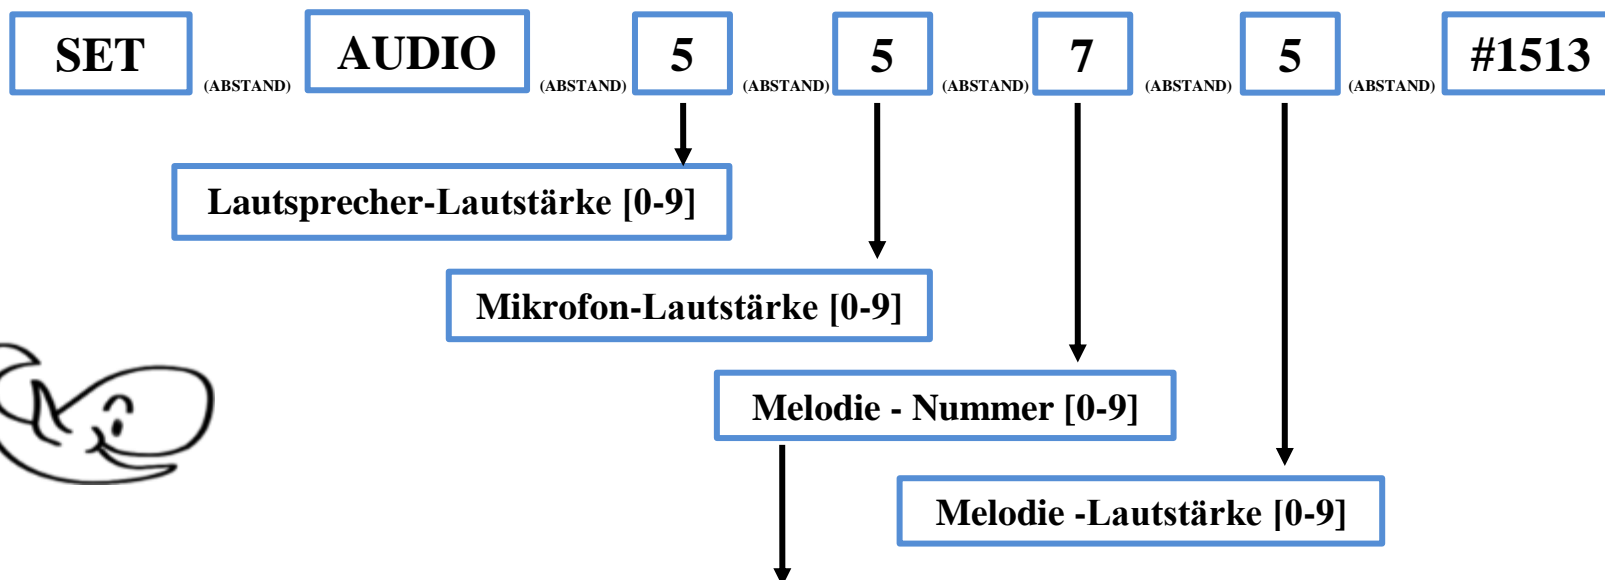 SET (ABSTAND) AUDIO (ABSTAND) 5 (ABSTAND) 5 (ABSTAND) 7 (ABSTAND) 5 (ABSTAND) #1513
Lautsprecher-Lautstärke [0-9]
Mikrofon-Lautstärke [0-9]
Melodie - Nummer [0-9]
Melodie -Lautstärke [0-9]